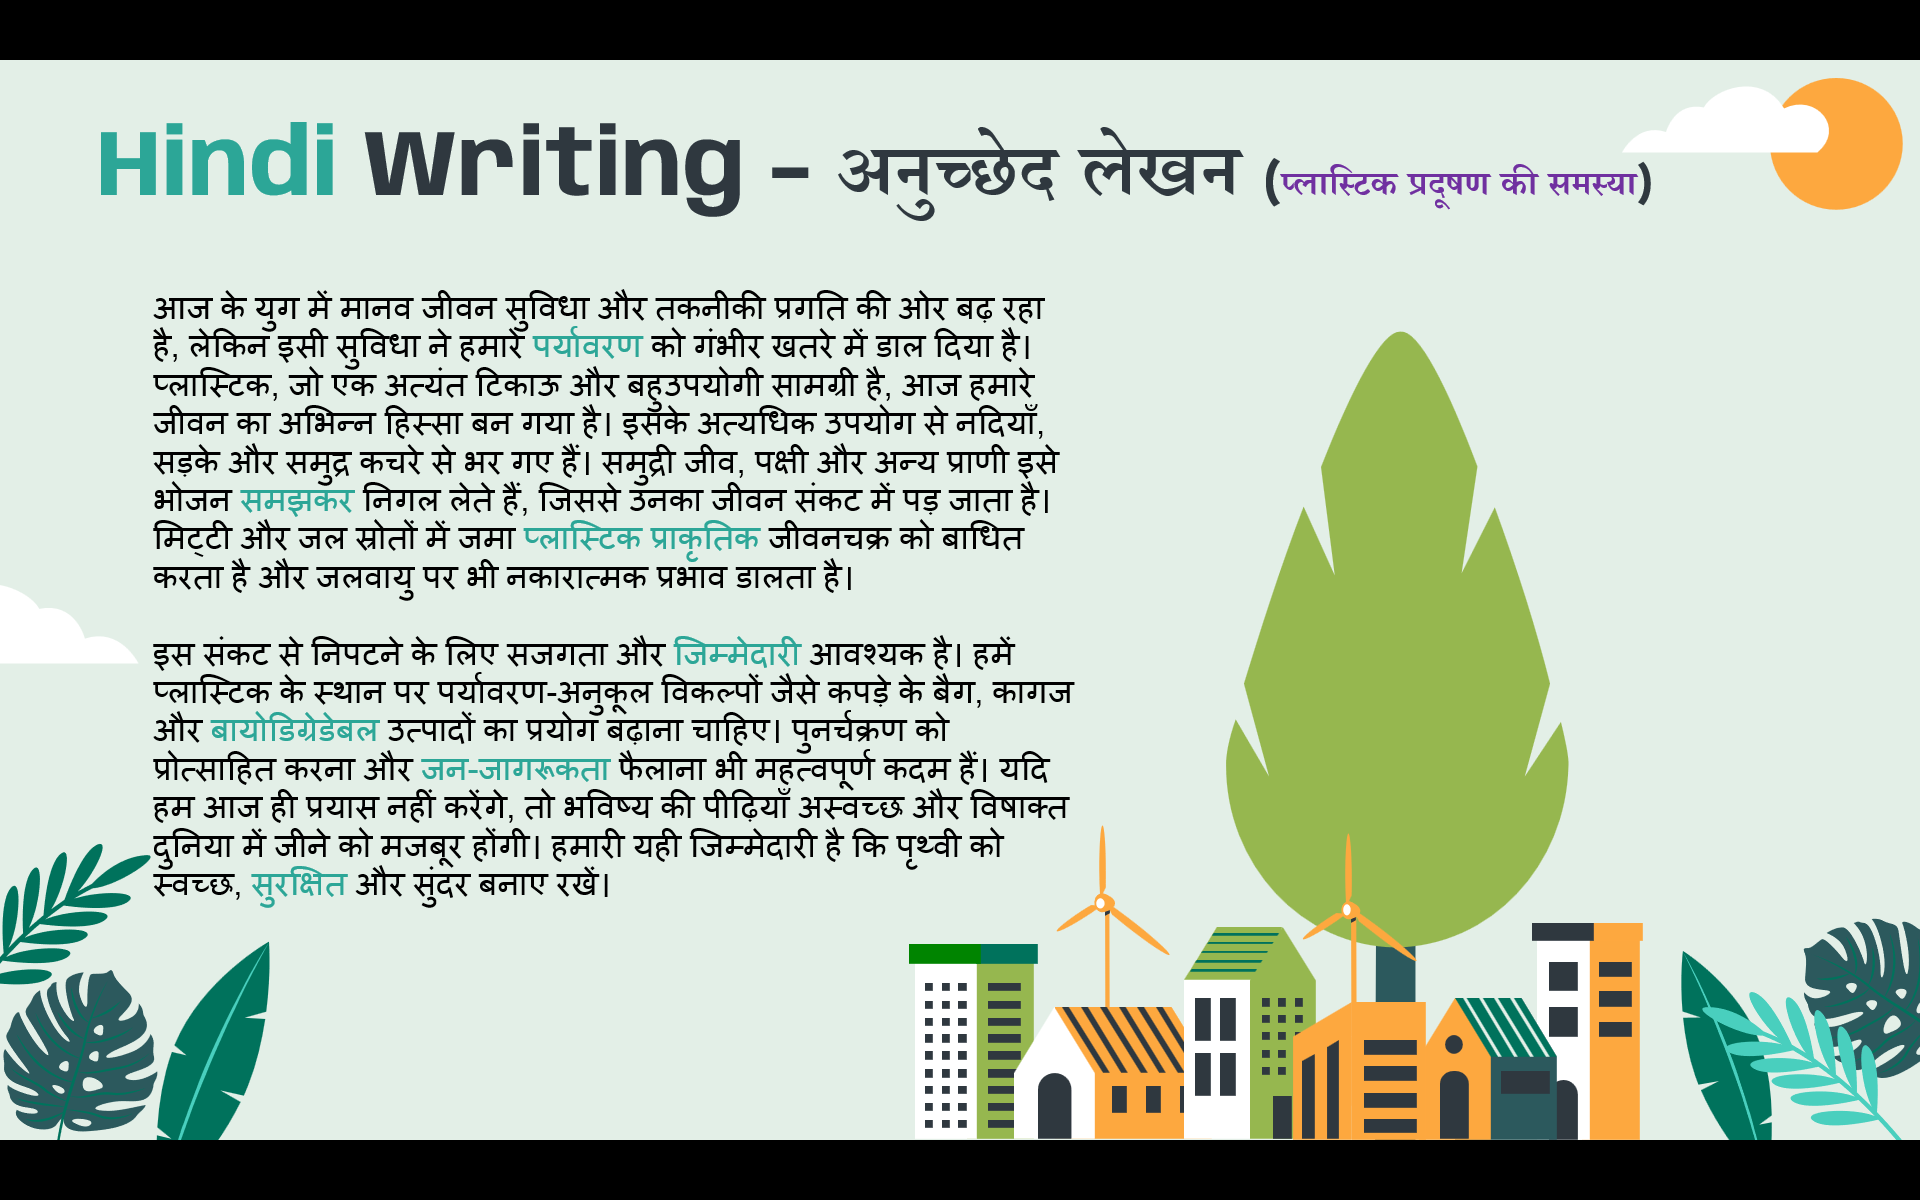 Hindi Writing – अनुच्छेद लेखन (प्लास्टिक प्रदूषण की समस्या)
आज के युग में मानव जीवन सुविधा और तकनीकी प्रगति की ओर बढ़ रहा
है, लेकिन इसी सुविधा ने हमारे पर्यावरण को गंभीर खतरे में डाल दिया है।
प्लास्टिक, जो एक अत्यंत टिकाऊ और बहुउपयोगी सामग्री है, आज हमारे
जीवन का अभिन्न हिस्सा बन गया है। इसके अत्यधिक उपयोग से नदियाँ,
सड़के और समुद्र कचरे से भर गए हैं। समुद्री जीव, पक्षी और अन्य प्राणी इसे
भोजन समझकर निगल लेते हैं, जिससे उनका जीवन संकट में पड़ जाता है।
मिट्टी और जल स्रोतों में जमा प्लास्टिक प्राकृतिक जीवनचक्र को बाधित
करता है और जलवायु पर भी नकारात्मक प्रभाव डालता है।
इस संकट से निपटने के लिए सजगता और जिम्मेदारी आवश्यक है। हमें
प्लास्टिक के स्थान पर पर्यावरण-अनुकूल विकल्पों जैसे कपड़े के बैग, कागज
और बायोडिग्रेडेबल उत्पादों का प्रयोग बढ़ाना चाहिए। पुनर्चक्रण को
प्रोत्साहित करना और जन-जागरूकता फैलाना भी महत्वपूर्ण कदम हैं। यदि
हम आज ही प्रयास नहीं करेंगे, तो भविष्य की पीढ़ियाँ अस्वच्छ और विषाक्त
दुनिया में जीने को मजबूर होंगी। हमारी यही जिम्मेदारी है कि पृथ्वी को
स्वच्छ, सुरक्षित और सुंदर बनाए रखें।